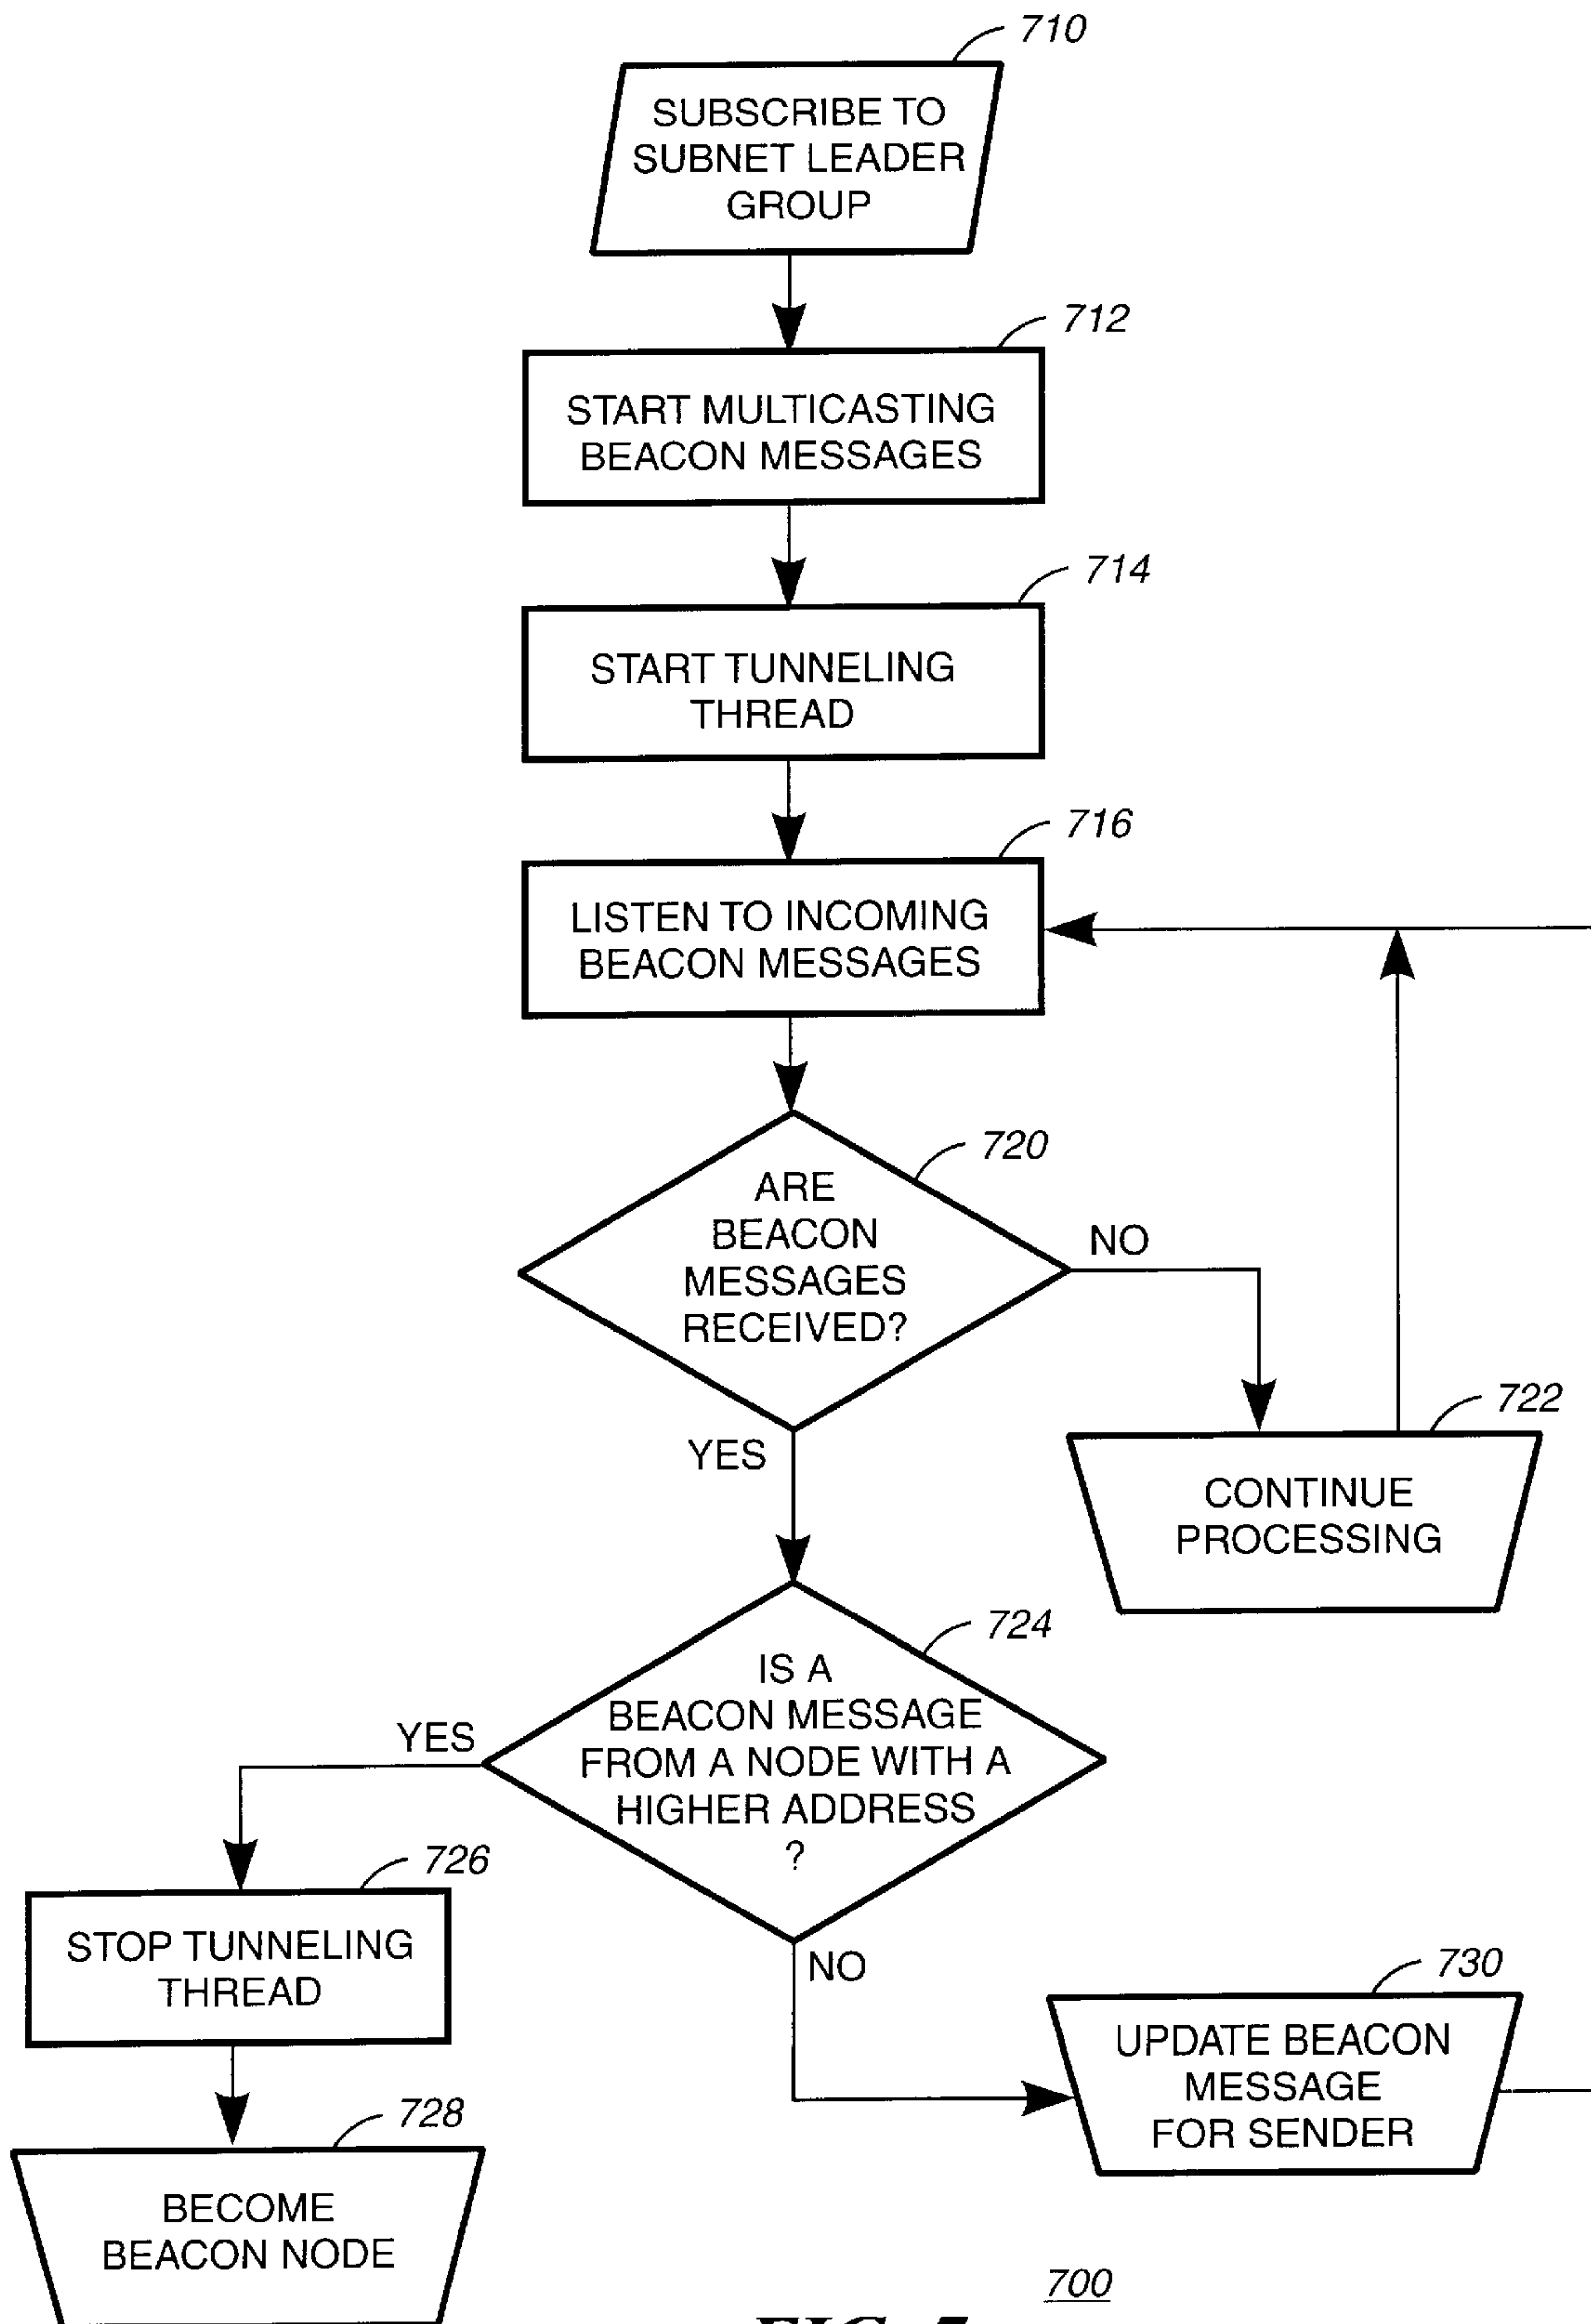 710
SUBSCRIBE TO
SUBNET LEADER
GROUP
712
START MULTICASTING
BEACON MESSAGES
714
START TUNNELING
THREAD
716
LISTEN TO INCOMING
BEACON MESSAGES
720
ARE
BEACON
MESSAGES
RECEIVED?
NO
YES
722
CONTINUE
PROCESSING
724
IS A
BEACON MESSAGE
FROM A NODE WITH A
HIGHER ADDRESS
?
YES
NO
726
STOP TUNNELING
THREAD
728
BECOME
BEACON NODE
730
UPDATE BEACON
MESSAGE
FOR SENDER
700